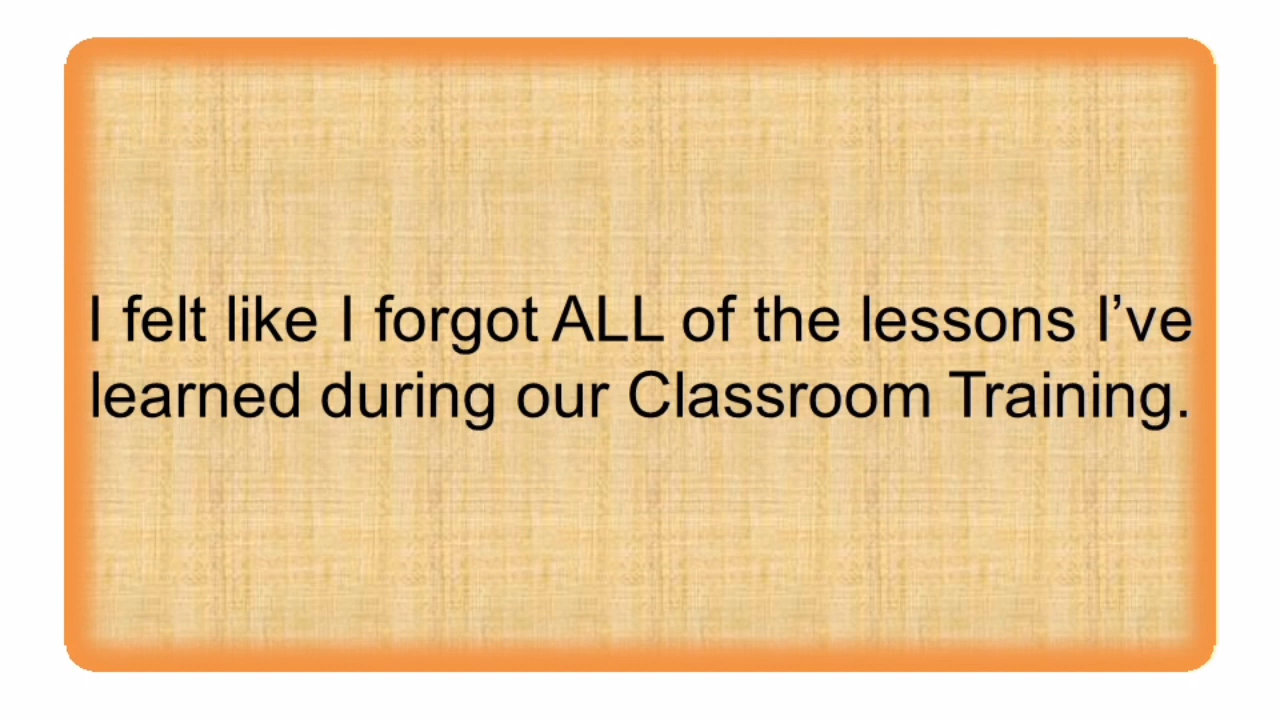 I felt like I forgot ALL of the lessons I’ve
learned during our Classroom Training.